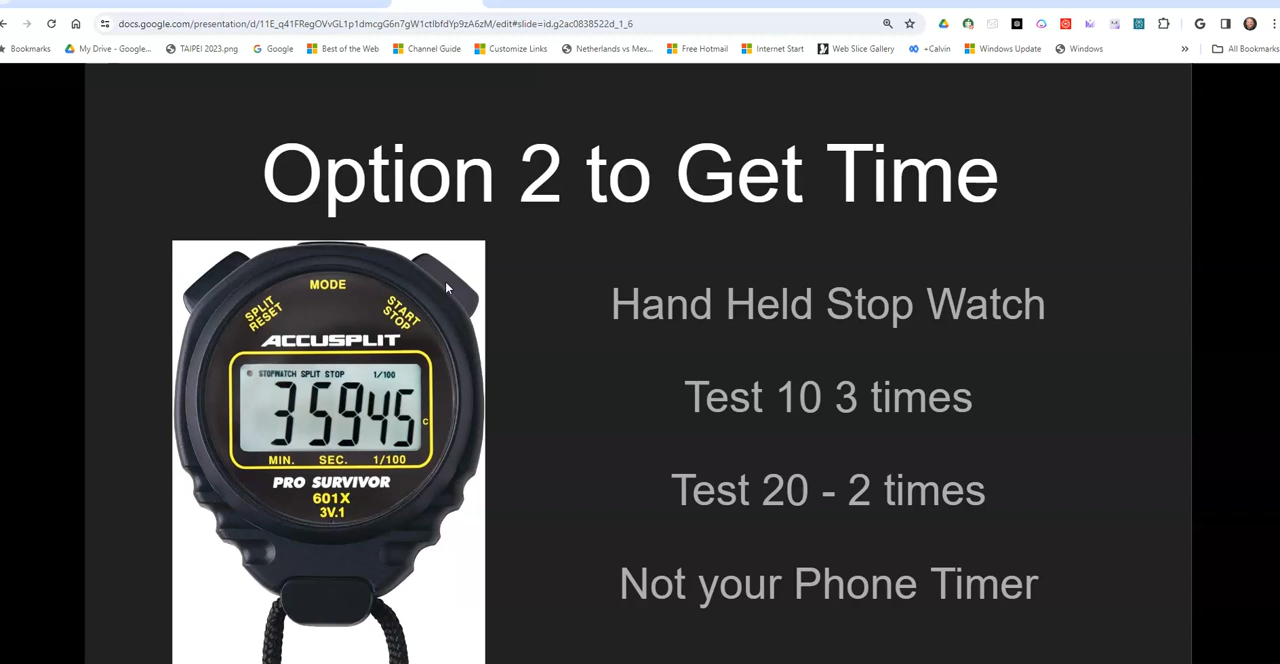 docs.google.com/presentation/d/11E_q41FRegOVvGL1p1dmcgG6n7gW1ctIbfdYp9zA6zM/edit#slide=id.g2ac0838522d_1_6
Bookmarks My Drive - Google... TAIPEI 2023.png Google Best of the Web Channel Guide Customize Links Netherlands vs Mex... Free Hotmail Internet Start Web Slice Gallery +Calvin Windows Update Windows » All Bookmarks
Option 2 to Get Time
MODE
SPLIT
RESET
START
STOP
ACCUSPLIT
STOPWATCH SPLIT STOP 1/100
35945
C
MIN. SEC. 1/100
PRO SURVIVOR
601X
3V.1
Hand Held Stop Watch
Test 10 3 times
Test 20 - 2 times
Not your Phone Timer